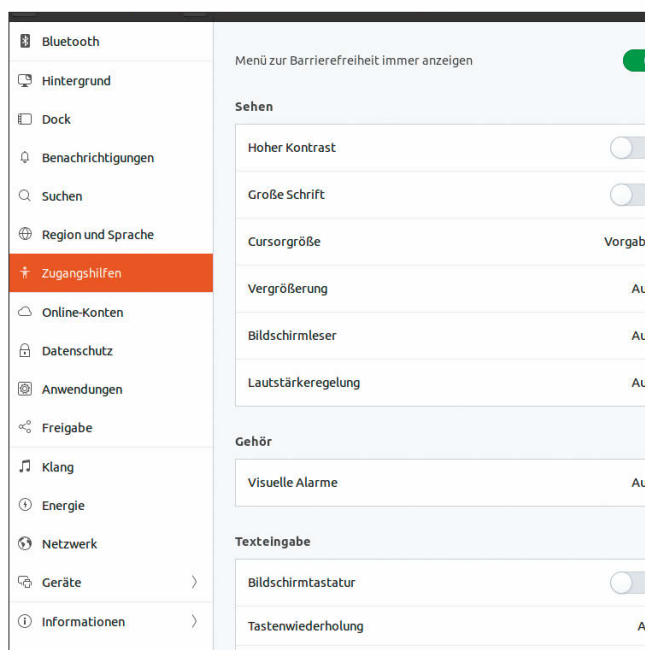 Bluetooth
Hintergrund
Dock
Benachrichtigungen
Suchen
Region und Sprache
Zugangshilfen
Online-Konten
Datenschutz
Anwendungen
Freigabe
Klang
Energie
Netzwerk
Geräte
Informationen
Menü zur Barrierefreiheit immer anzeigen
Sehen
Hoher Kontrast
Große Schrift
Cursorgröße
Vergrößerung
Bildschirmleser
Lautstärkeregelung
Gehör
Visuelle Alarme
Texteingabe
Bildschirmtastatur
Tastenwiederholung